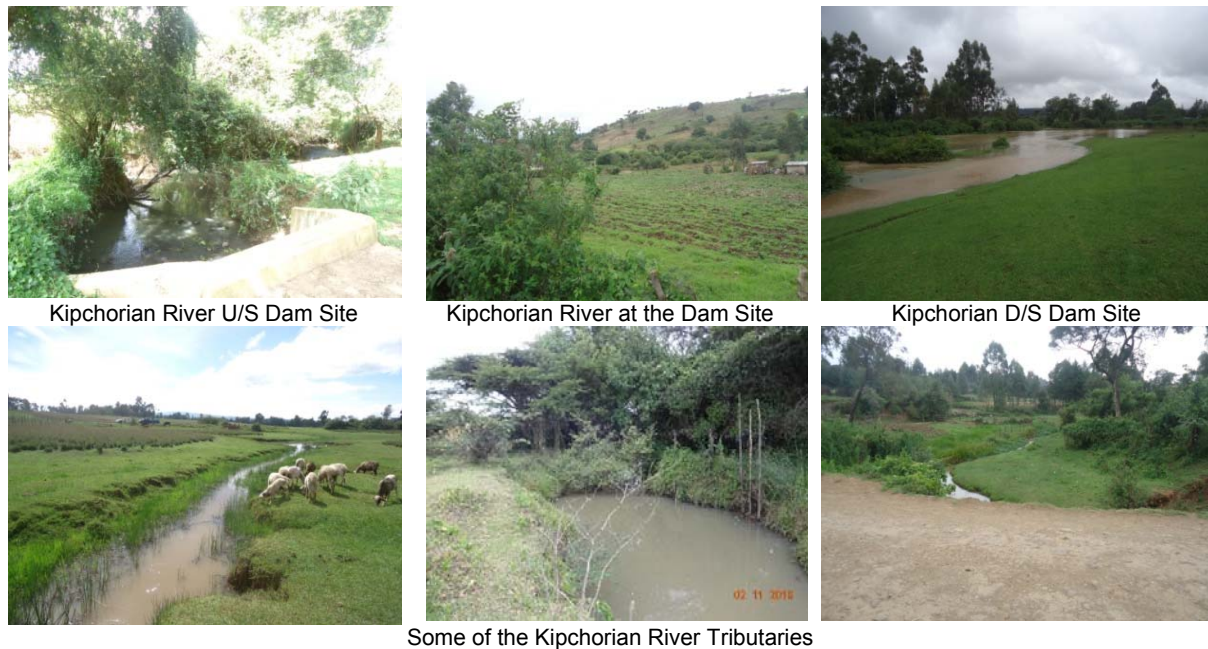 Kipchorian River U/S Dam Site
Kipchorian River at the Dam Site
Kipchorian D/S Dam Site
02 11 2018
Some of the Kipchorian River Tributaries